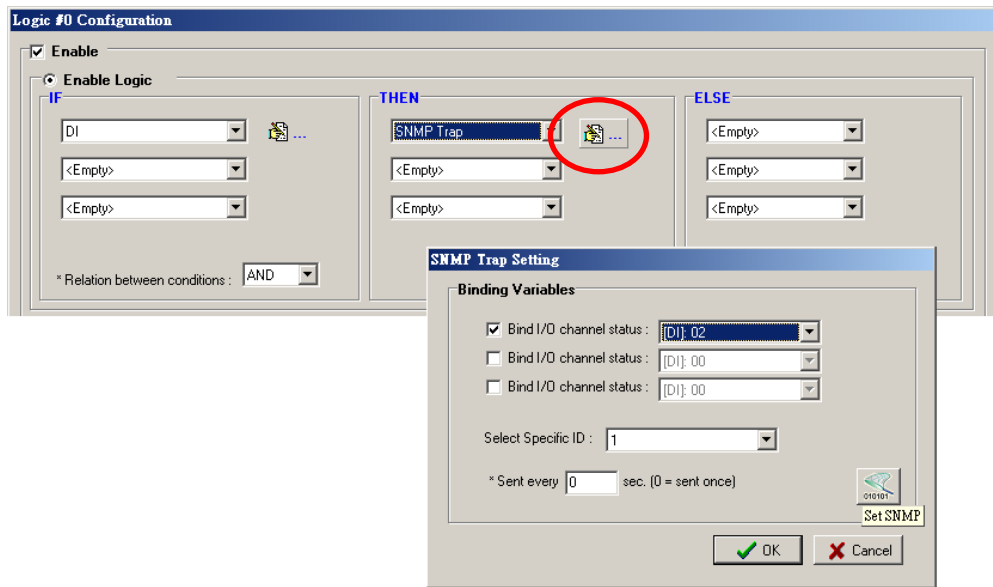 Logic #0 Configuration
Enable
Enable Logic
IF
DI
...
<Empty>
<Empty>
* Relation between conditions : AND
THEN
SNMP Trap
...
<Empty>
<Empty>
ELSE
<Empty>
<Empty>
<Empty>
SNMP Trap Setting
Binding Variables
Bind I/O channel status : [DI]: 02
Bind I/O channel status : [DI]: 00
Bind I/O channel status : [DI]: 00
Select Specific ID : 1
* Sent every 0 sec. (0 = sent once)
010101
Set SNMP
OK
Cancel